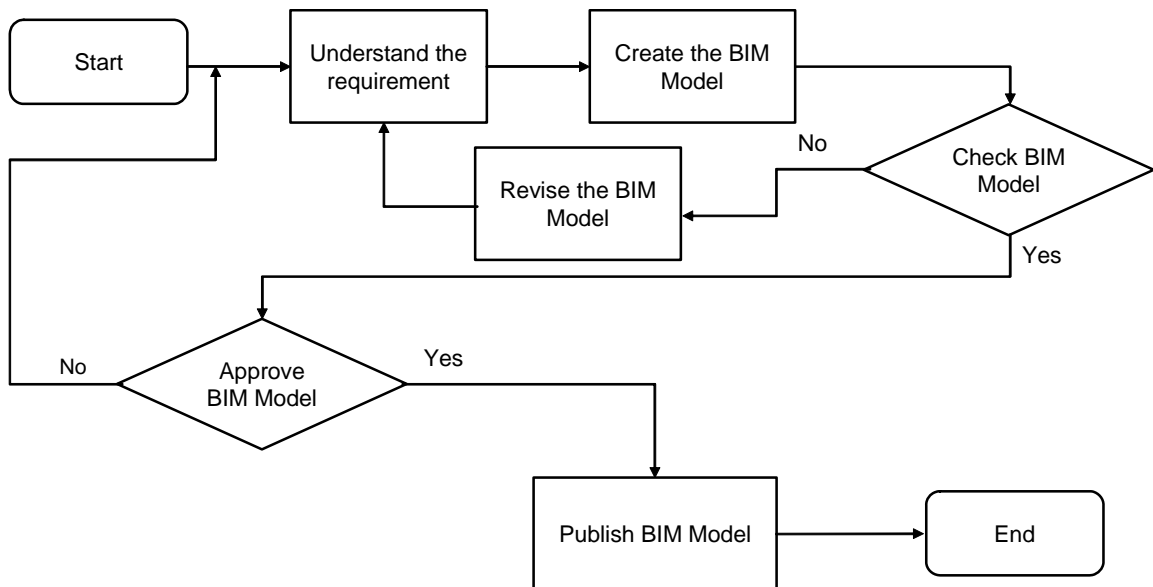 Start
Understand the
requirement
Create the BIM
Model
No
Check BIM
Model
Revise the BIM
Model
Yes
No
Approve
BIM Model
Yes
Publish BIM Model
End